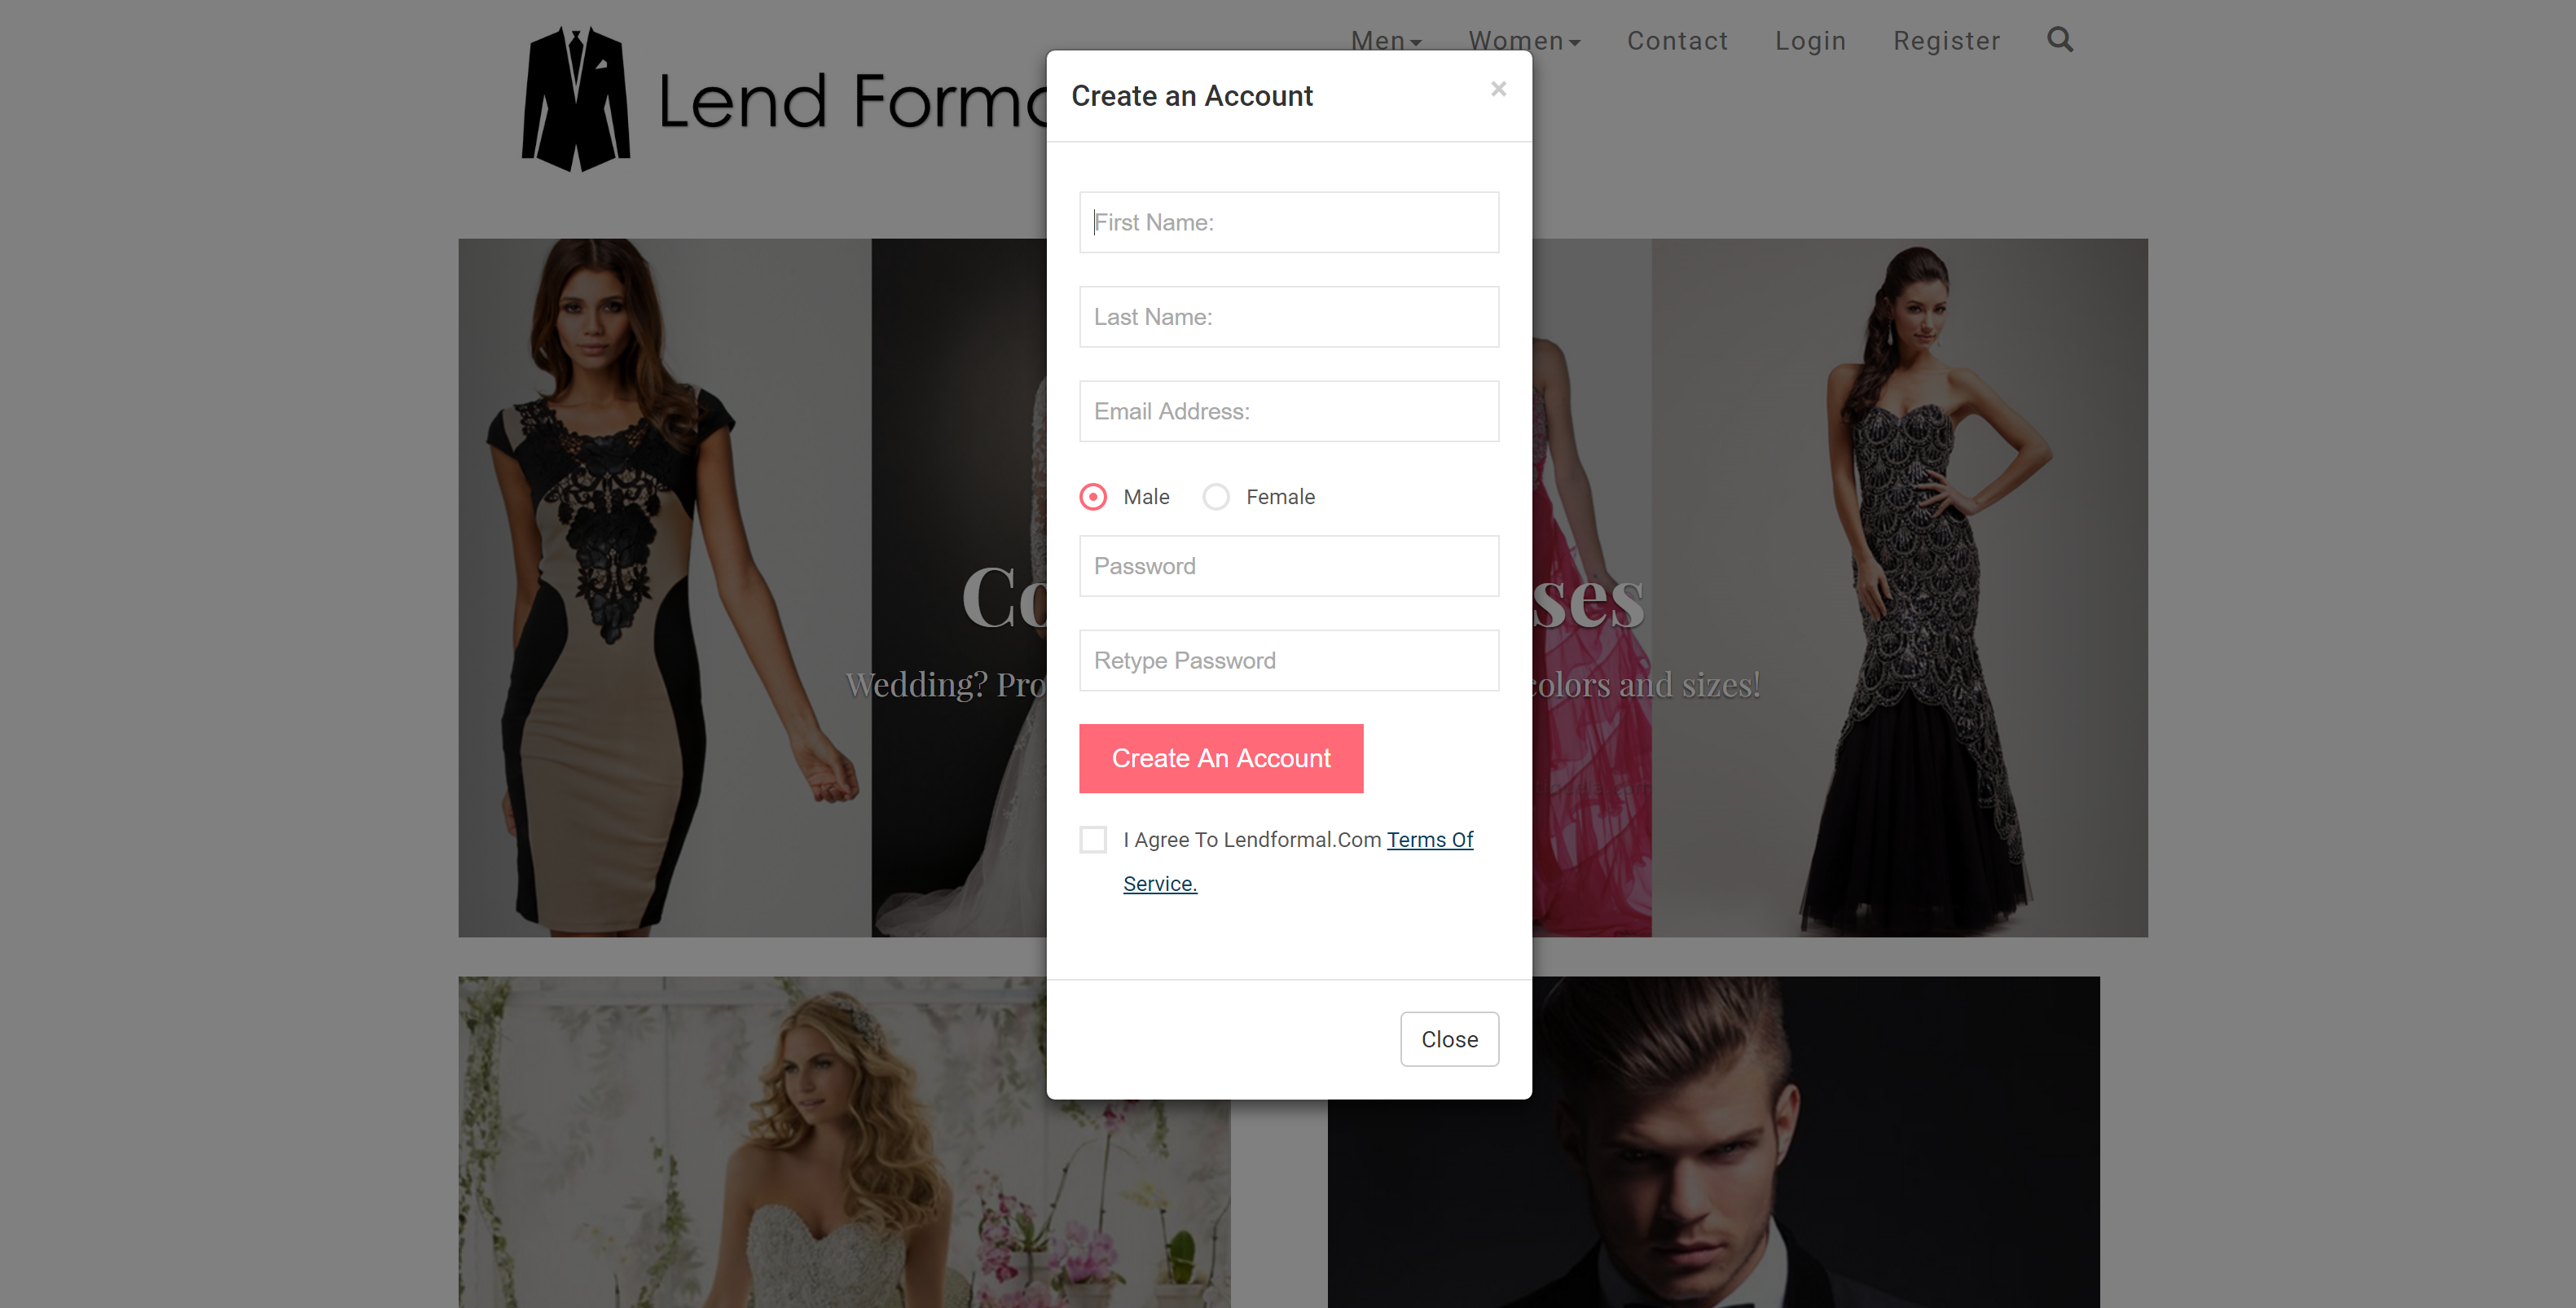 Men Women Contact Login Register
Lend Forma
Create an Account ×
First Name:
Last Name:
Email Address:
Male Female
Password
Retype Password
Create An Account
I Agree To Lendformal.Com Terms Of
Service.
Close
Co ses
Wedding? Pro colors and sizes!